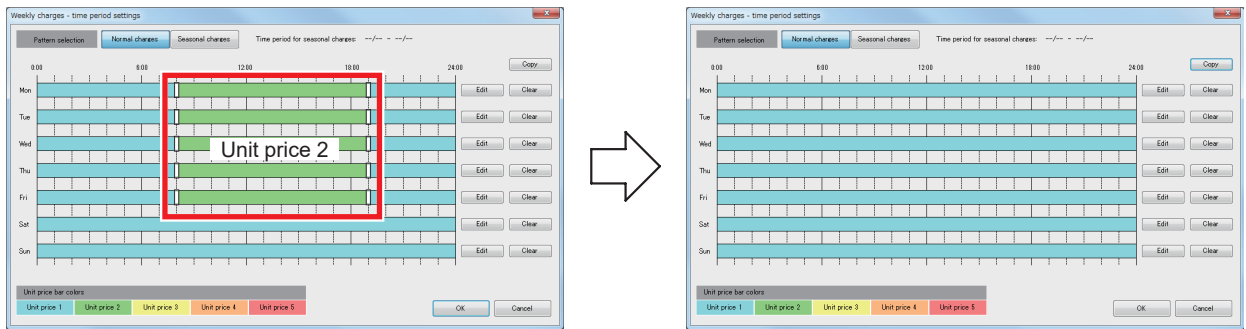 Weekly charges - time period settings
Pattern selection Normal charges Seasonal charges Time period for seasonal charges: --/-- - --/--
0:00 6:00 12:00 18:00 24:00 Copy
Mon Edit Clear
Tue Edit Clear
Wed Unit price 2 Edit Clear
Thu Edit Clear
Fri Edit Clear
Sat Edit Clear
Sun Edit Clear
Unit price bar colors
Unit price 1 Unit price 2 Unit price 3 Unit price 4 Unit price 5 OK Cancel
Weekly charges - time period settings
Pattern selection Normal charges Seasonal charges Time period for seasonal charges: --/-- - --/--
0:00 6:00 12:00 18:00 24:00 Copy
Mon Edit Clear
Tue Edit Clear
Wed Edit Clear
Thu Edit Clear
Fri Edit Clear
Sat Edit Clear
Sun Edit Clear
Unit price bar colors
Unit price 1 Unit price 2 Unit price 3 Unit price 4 Unit price 5 OK Cancel